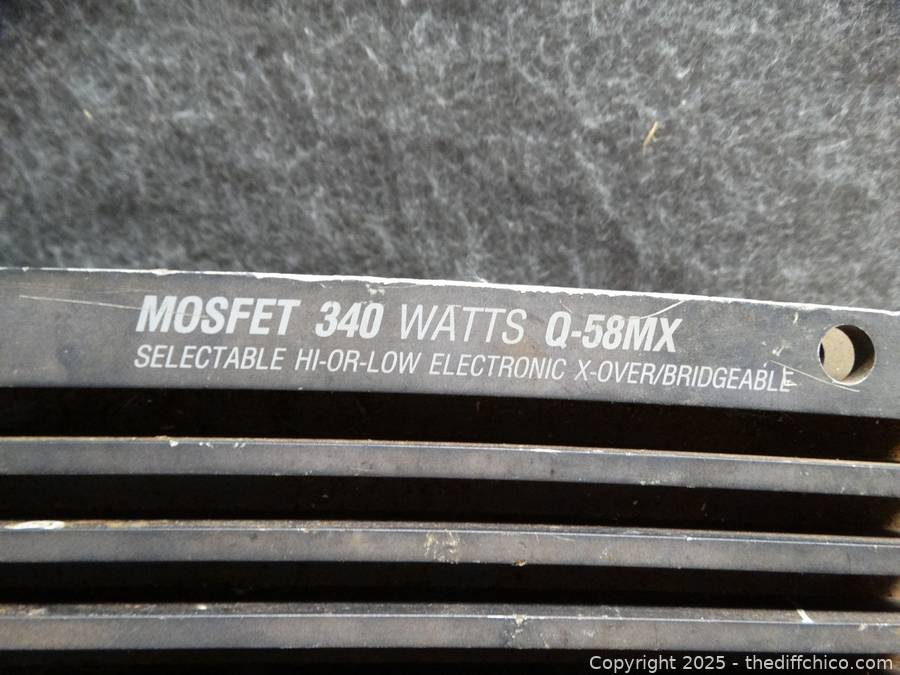 MOSFET 340 WATTS Q-58MX
SELECTABLE HI-OR-LOW ELECTRONIC X-OVER/BRIDGEABLE
Copyright 2025 - thediffchico.com